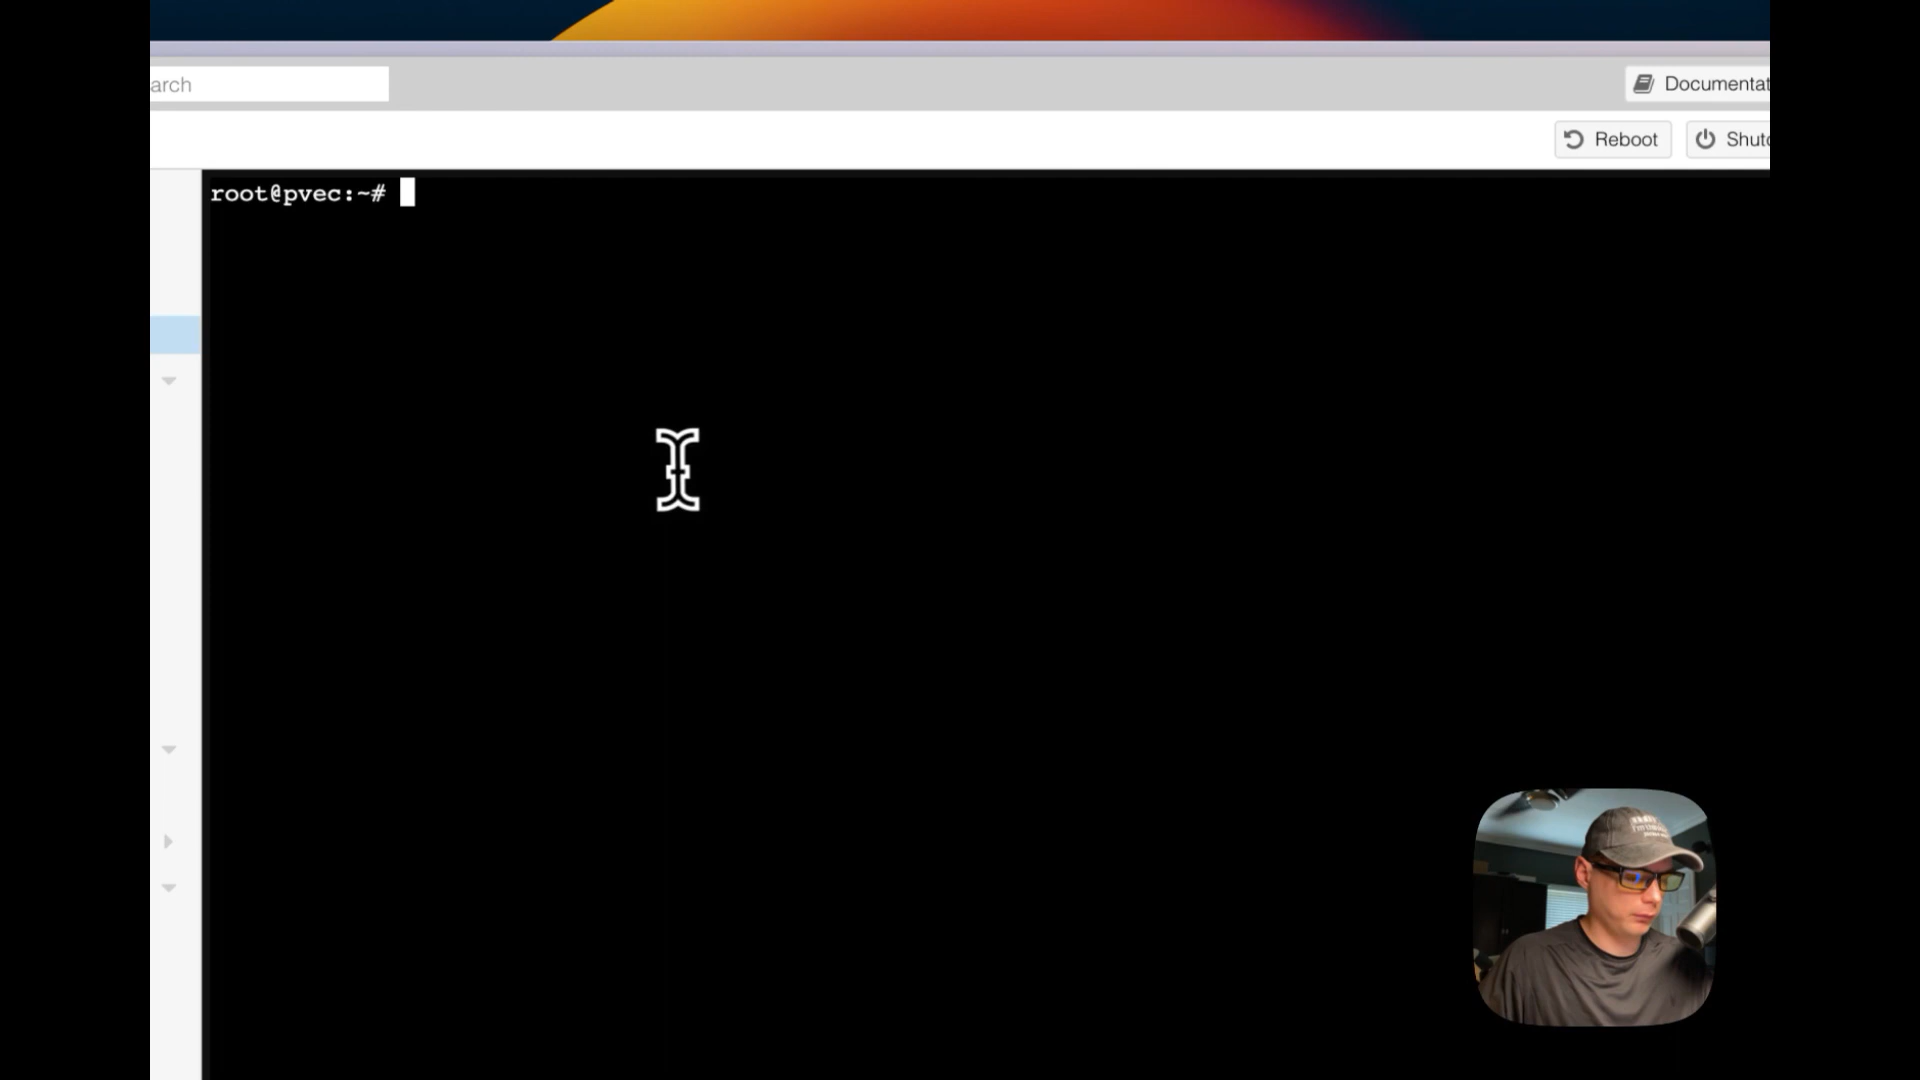 arch
Documentat
Reboot
Shut
root@pvec:~#